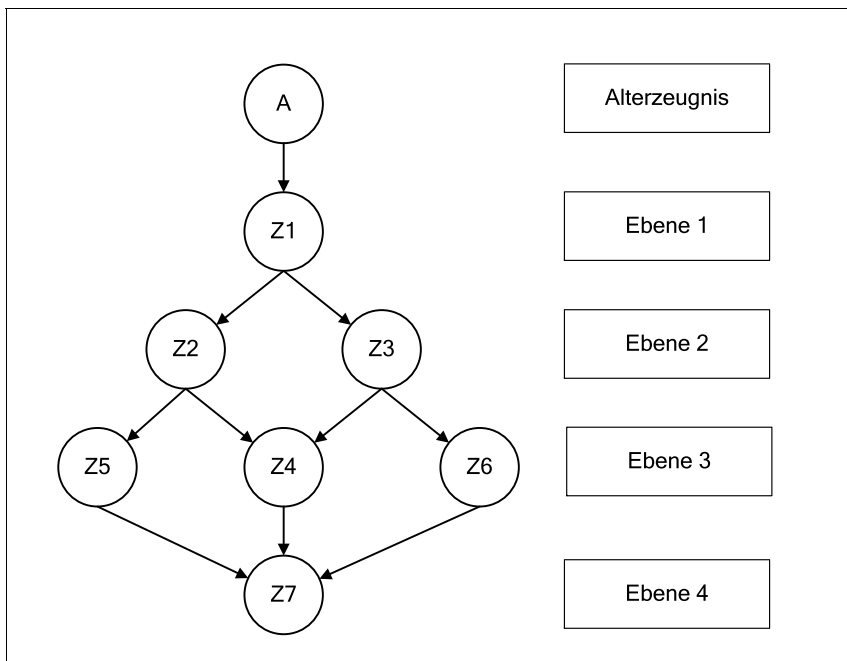 A
Alterzeugnis
Z1
Ebene 1
Z2
Z3
Ebene 2
Z5
Z4
Z6
Ebene 3
Z7
Ebene 4